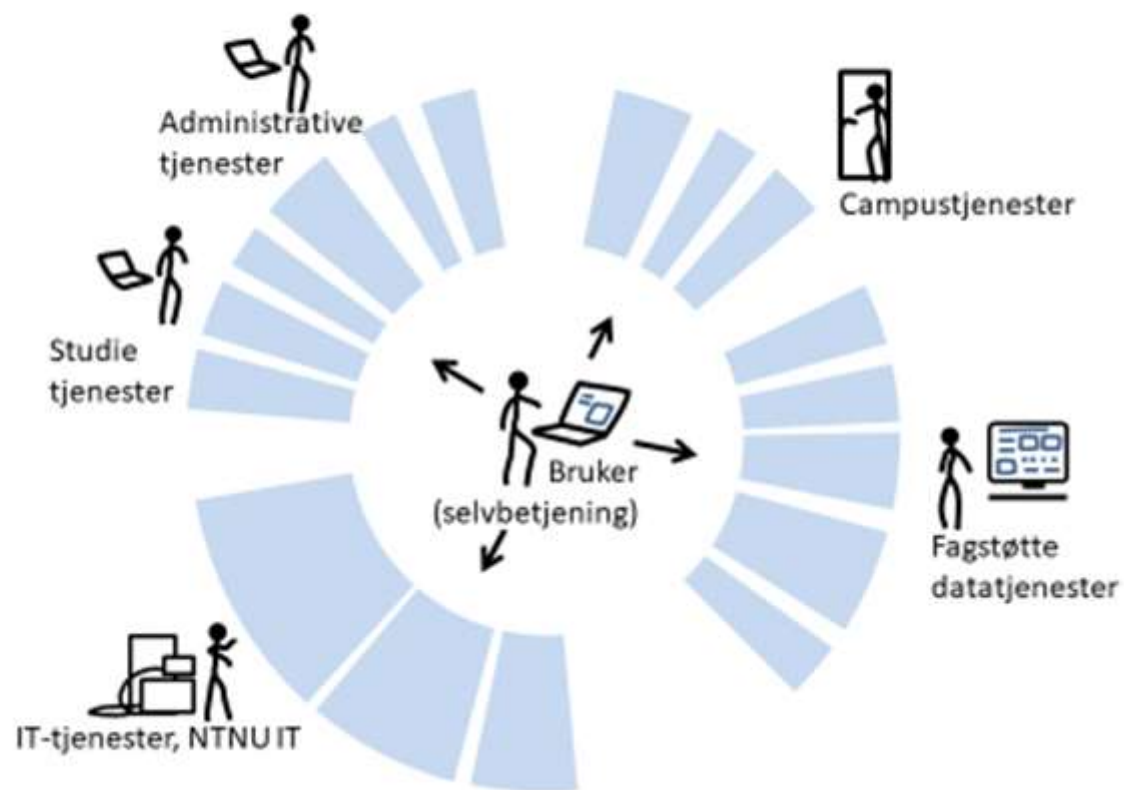 Administrative
tjenester
Campustjenester
Studie
tjenester
Bruker
(selvbetjening)
Fagstøtte
datatjenester
IT-tjenester, NTNU IT